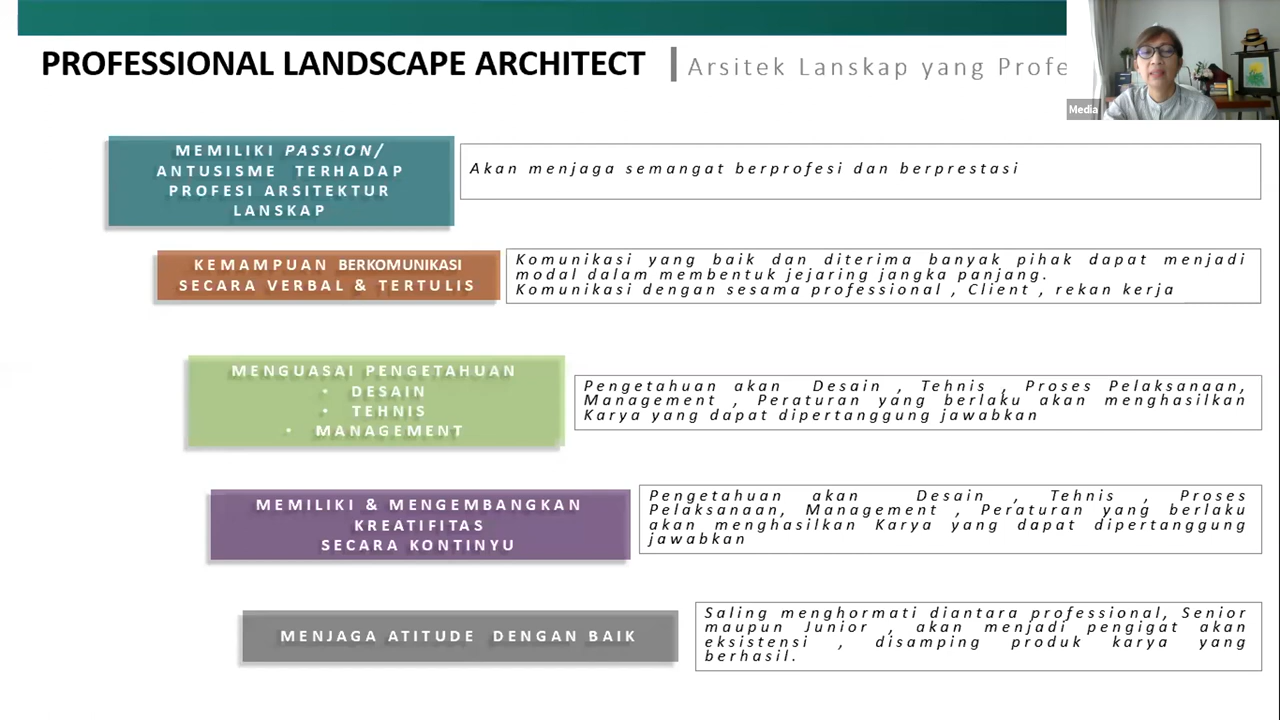 PROFESSIONAL LANDSCAPE ARCHITECT
Arsitek Lanskap yang
Media
MEMILIKI PASSION/
ANTUSISME TERHADAP
PROFESI ARSITEKTUR
LANSKAP
Akan menjaga semangat berprofesi dan berprestasi
KEMAMPUAN BERKOMUNIKASI
SECARA VERBAL & TERTULIS
Komunikasi yang baik dan diterima banyak pihak dapat menjadi
modal dalam membentuk jejaring jangka panjang.
Komunikasi dengan sesama professional , Client , rekan kerja
MENGUASAI PENGETAHUAN
• DESAIN
• TEHNIS
• MANAGEMENT
Pengetahuan akan Desain , Tehnis , Proses Pelaksanaan,
Management , Peraturan yang berlaku akan menghasilkan
Karya yang dapat dipertanggung jawabkan
MEMILIKI & MENGEMBANGKAN
KREATIFITAS
SECARA KONTINYU
Pengetahuan akan Desain , Tehnis , Proses
Pelaksanaan, Management , Peraturan yang berlaku
akan menghasilkan Karya yang dapat dipertanggung
jawabkan
MENJAGA ATITUDE DENGAN BAIK
Saling menghormati diantara professional, Senior
maupun Junior , akan menjadi pengigat akan
eksistensi , disamping produk karya yang
berhasil.